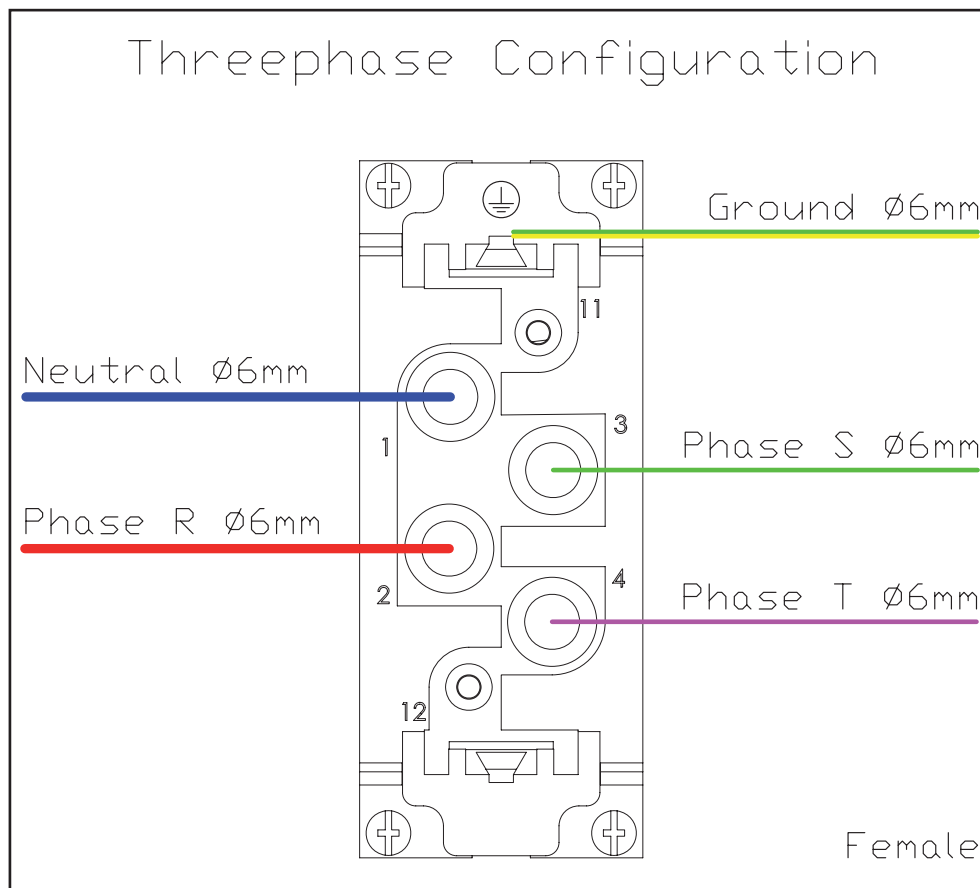 Threephase Configuration
Ground Ø6mm
11
Neutral Ø6mm
3
1
Phase S Ø6mm
Phase R Ø6mm
4
2
Phase T Ø6mm
12
Female